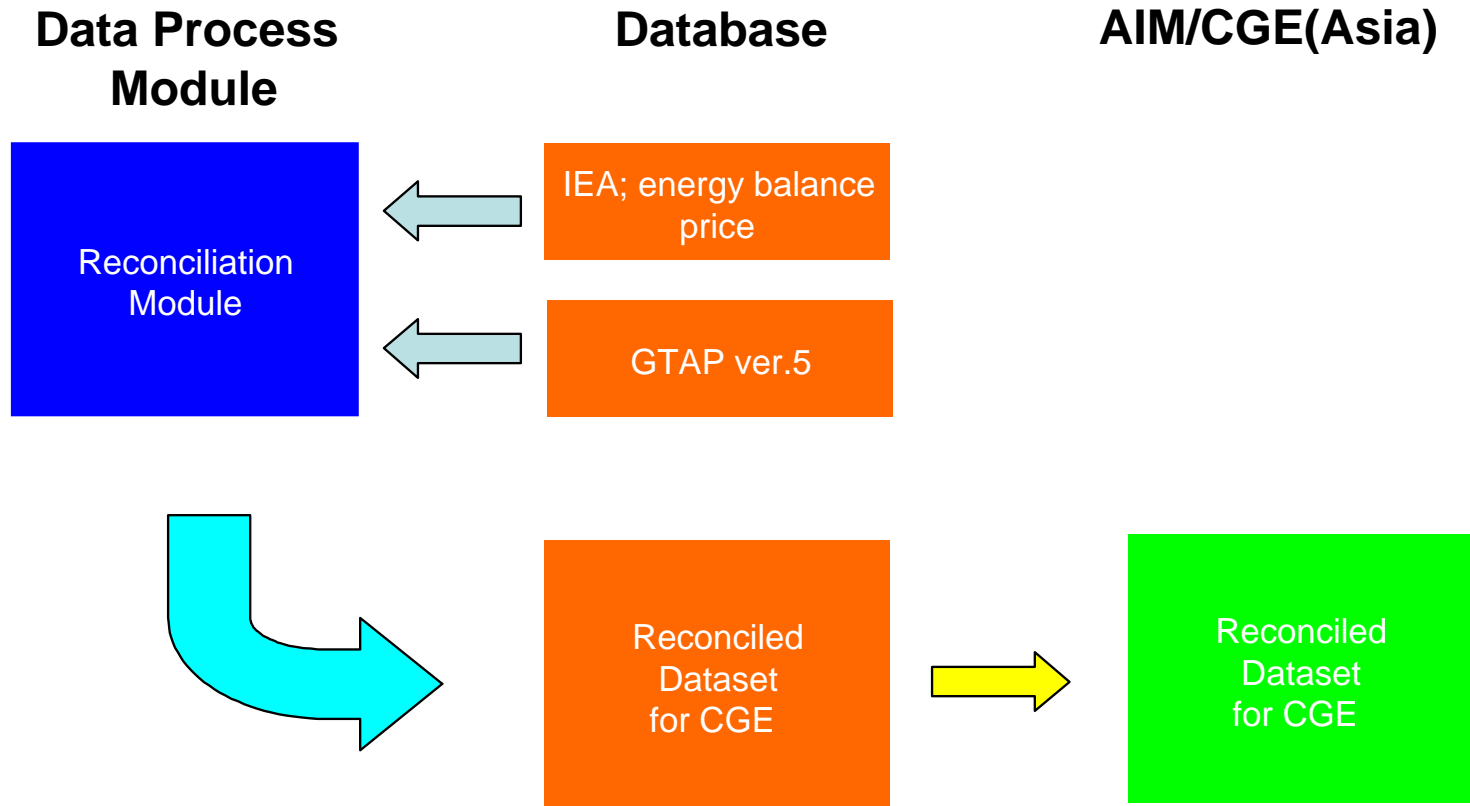 Data Process
Module
Database
AIM/CGE(Asia)
Reconciliation
Module
IEA; energy balance
price
GTAP ver.5
Reconciled
Dataset
for CGE
Reconciled
Dataset
for CGE